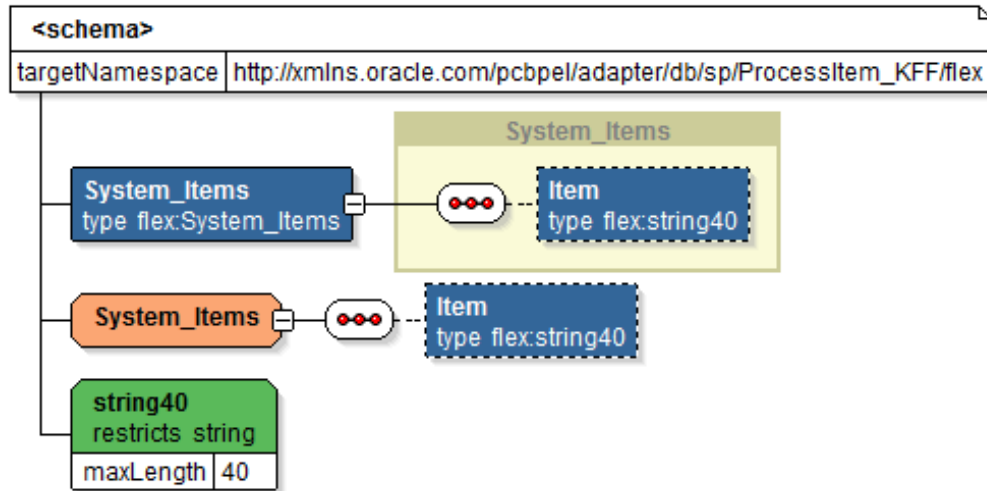 <schema>
targetNamespace http://xmlns.oracle.com/pcbpel/adapter/db/sp/ProcessItem_KFF/flex
System_Items
System_Items
type flex:System_Items
Item
type flex:string40
System_Items
Item
type flex:string40
string40
restricts string
maxLength 40